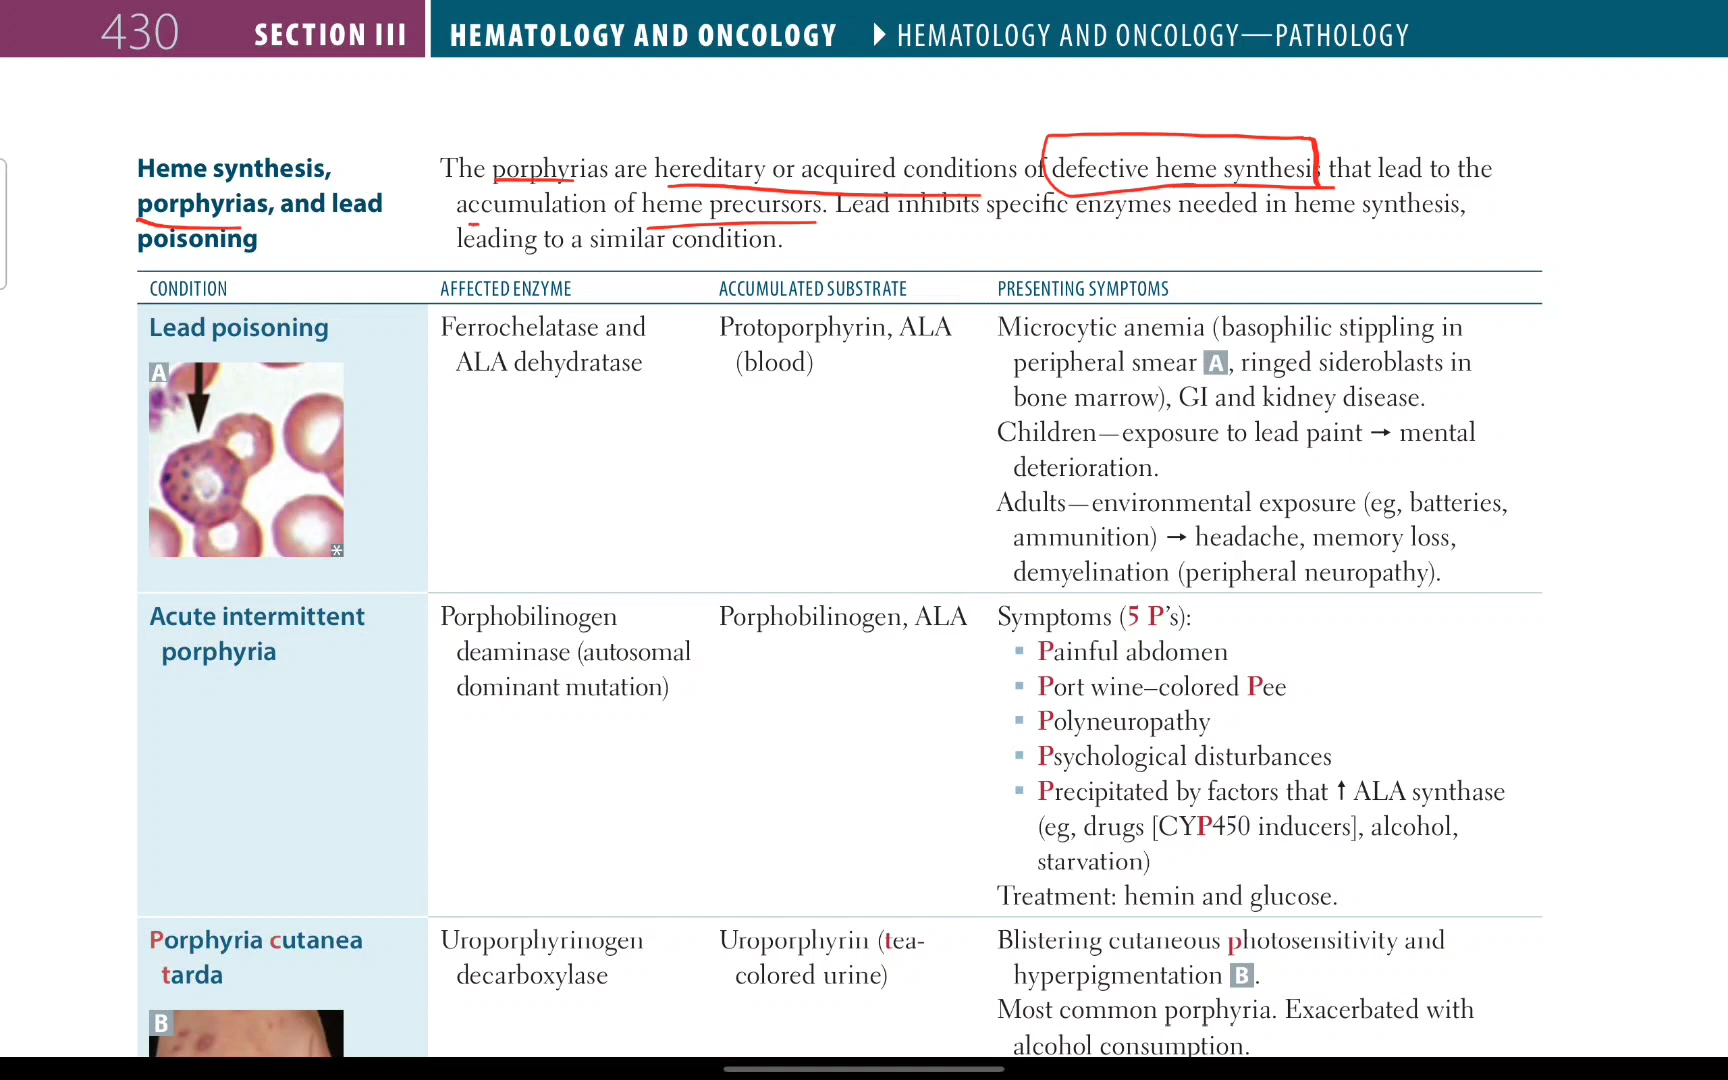 430 SECTION III HEMATOLOGY AND ONCOLOGY ▶ HEMATOLOGY AND ONCOLOGY—PATHOLOGY
Heme synthesis,
porphyrias, and lead
poisoning
The porphyrias are hereditary or acquired conditions of defective heme synthesis that lead to the
accumulation of heme precursors. Lead inhibits specific enzymes needed in heme synthesis,
leading to a similar condition.
CONDITION AFFECTED ENZYME ACCUMULATED SUBSTRATE PRESENTING SYMPTOMS
Lead poisoning
A
*
Ferrochelatase and
ALA dehydratase
Protoporphyrin, ALA
(blood)
Microcytic anemia (basophilic stippling in
peripheral smear A, ringed sideroblasts in
bone marrow), GI and kidney disease.
Children—exposure to lead paint → mental
deterioration.
Adults—environmental exposure (eg, batteries,
ammunition) → headache, memory loss,
demyelination (peripheral neuropathy).
Acute intermittent
porphyria
Porphobilinogen
deaminase (autosomal
dominant mutation)
Porphobilinogen, ALA
Symptoms (5 P's):
▪ Painful abdomen
▪ Port wine–colored Pee
▪ Polyneuropathy
▪ Psychological disturbances
▪ Precipitated by factors that ↑ ALA synthase
(eg, drugs [CYP450 inducers], alcohol,
starvation)
Treatment: hemin and glucose.
Porphyria cutanea
tarda
B
Uroporphyrinogen
decarboxylase
Uroporphyrin (tea-
colored urine)
Blistering cutaneous photosensitivity and
hyperpigmentation B.
Most common porphyria. Exacerbated with
alcohol consumption.